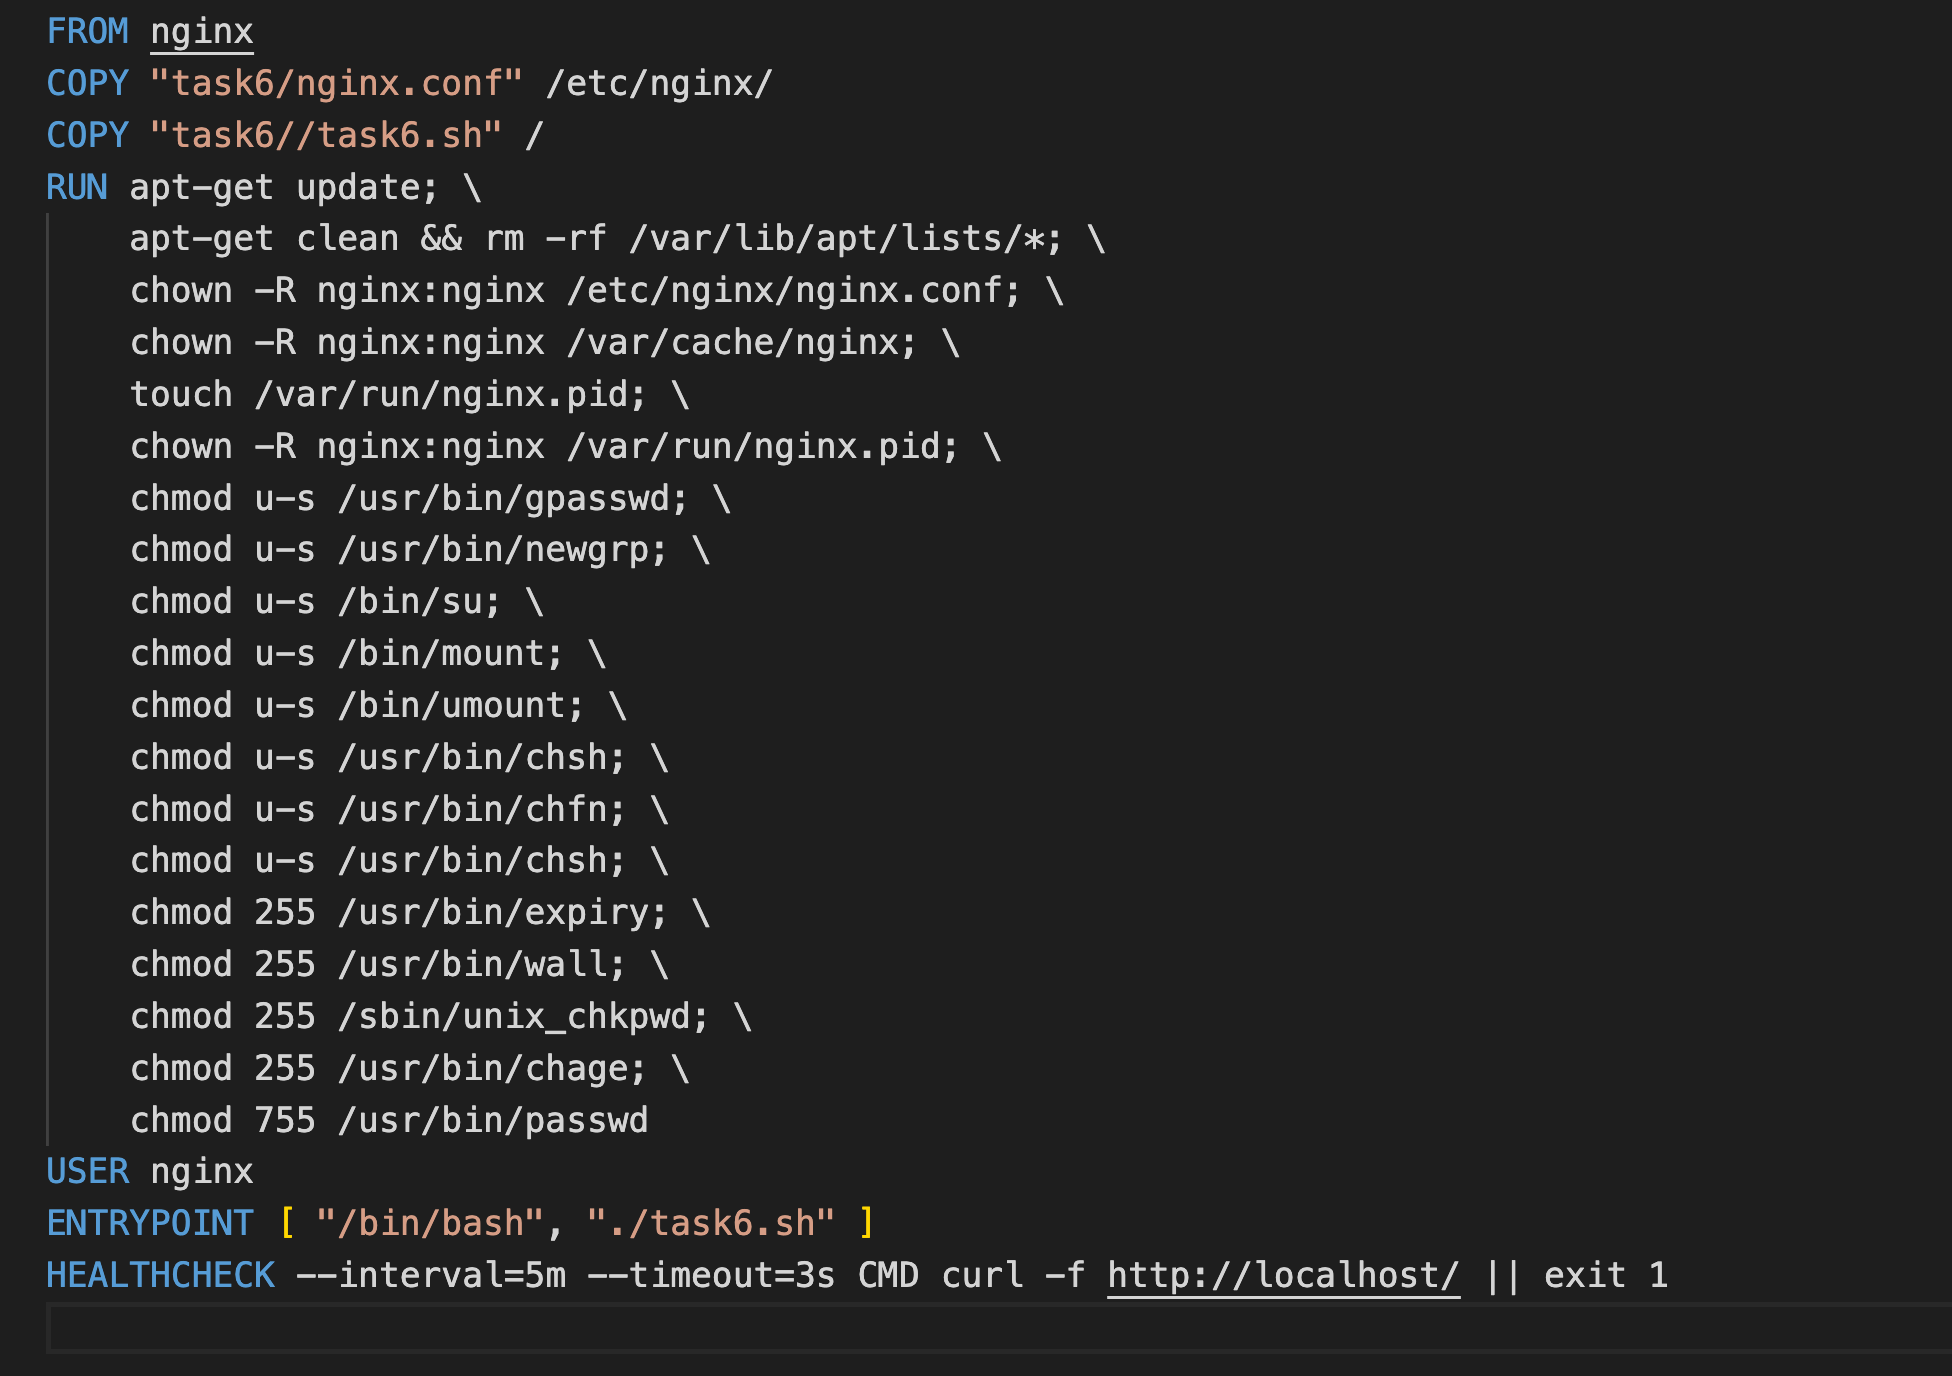 FROM nginx
COPY "task6/nginx.conf" /etc/nginx/
COPY "task6//task6.sh" /
RUN apt-get update; \
    apt-get clean && rm -rf /var/lib/apt/lists/*; \
    chown -R nginx:nginx /etc/nginx/nginx.conf; \
    chown -R nginx:nginx /var/cache/nginx; \
    touch /var/run/nginx.pid; \
    chown -R nginx:nginx /var/run/nginx.pid; \
    chmod u-s /usr/bin/gpasswd; \
    chmod u-s /usr/bin/newgrp; \
    chmod u-s /bin/su; \
    chmod u-s /bin/mount; \
    chmod u-s /bin/umount; \
    chmod u-s /usr/bin/chsh; \
    chmod u-s /usr/bin/chfn; \
    chmod u-s /usr/bin/chsh; \
    chmod 255 /usr/bin/expiry; \
    chmod 255 /usr/bin/wall; \
    chmod 255 /sbin/unix_chkpwd; \
    chmod 255 /usr/bin/chage; \
    chmod 755 /usr/bin/passwd
USER nginx
ENTRYPOINT [ "/bin/bash", "./task6.sh" ]
HEALTHCHECK --interval=5m --timeout=3s CMD curl -f http://localhost/ || exit 1